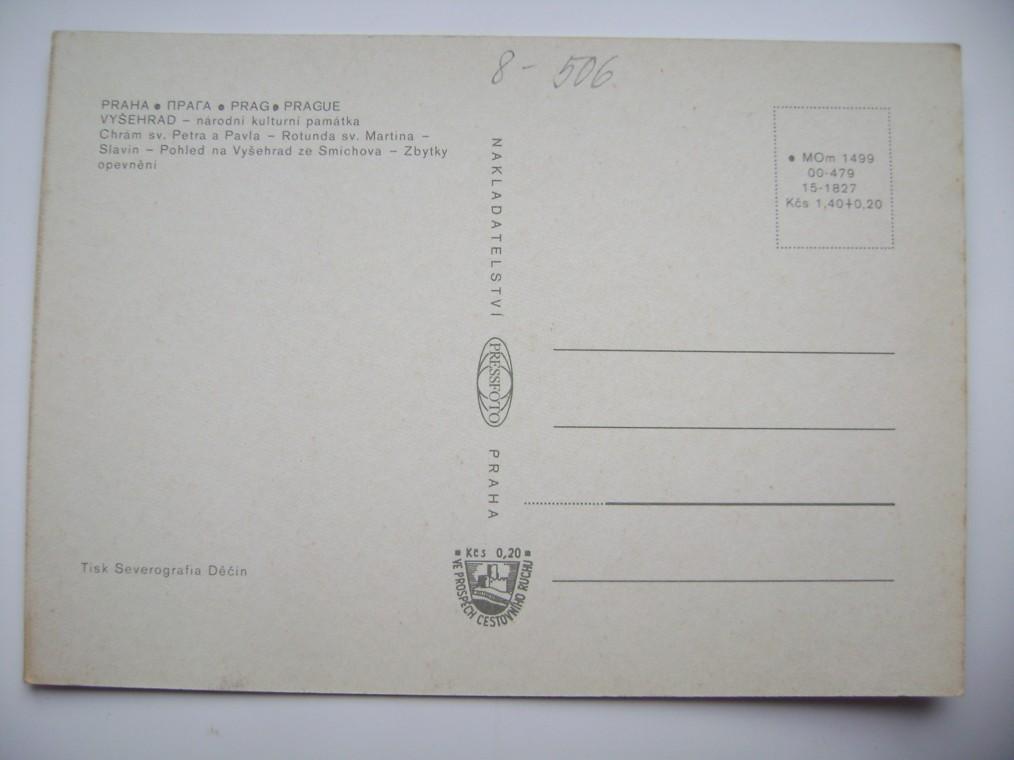 8 - 506
PRAHA ● ПРАГА ● PRAG ● PRAGUE
VYŠEHRAD – národní kulturní památka
Chrám sv. Petra a Pavla – Rotunda sv. Martina –
Slavín – Pohled na Vyšehrad ze Smíchova – Zbytky
opevnění
NAKLADATELSTVÍ
PRESSFOTO
PRAHA
● MOm 1499
00-479
15-1827
Kčs 1,40+0,20
Tisk Severografia Děčín
■ Kčs 0,20 ■
VE PROSPĚCH CESTOVNÍHO RUCHU